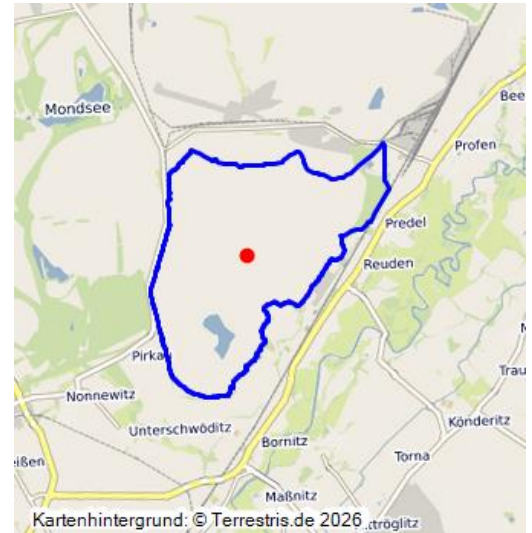 Mondsee
Profen
Predel
Reuden
Pirkau
Nonnewitz
Unterschwöditz
Könderitz
Bornitz
Torna
Maßnitz
Kartenhintergrund: © Terrestris.de 2026